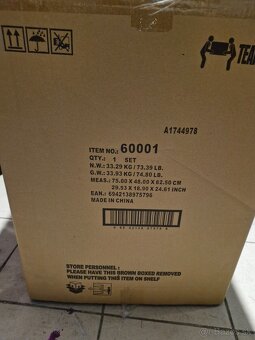 TEA
A1744978
ITEM NO.: 60001
QTY.: 1 SET
N.W.: 33.29 KG / 73.39 LB.
G.W.: 33.93 KG / 74.80 LB.
MEAS.: 75.00 X 48.00 X 62.50 CM
29.53 X 18.90 X 24.61 INCH
EAN.: 6942138975796
MADE IN CHINA
STORE PERSONNEL:
PLEASE HAVE THIS BROWN BOXED REMOVED
WHEN PUTTING THIS ITEM ON SHELF